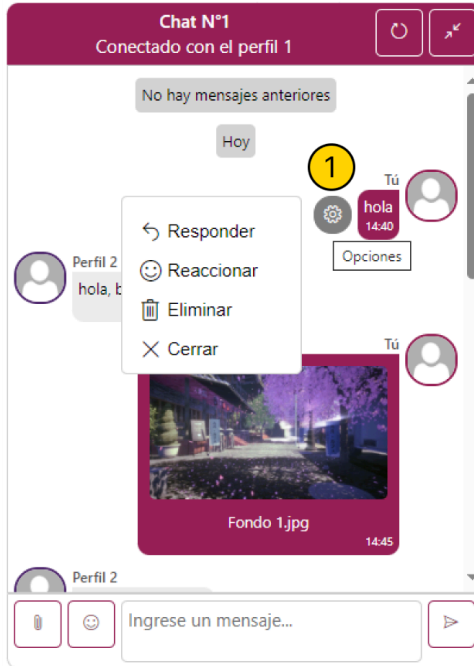 Chat N°1
Conectado con el perfil 1
No hay mensajes anteriores
Hoy
1
Tú
hola
14:40
Opciones
Responder
Reaccionar
Eliminar
Cerrar
Perfil 2
hola, b
Tú
Fondo 1.jpg
14:45
Perfil 2
Ingrese un mensaje...